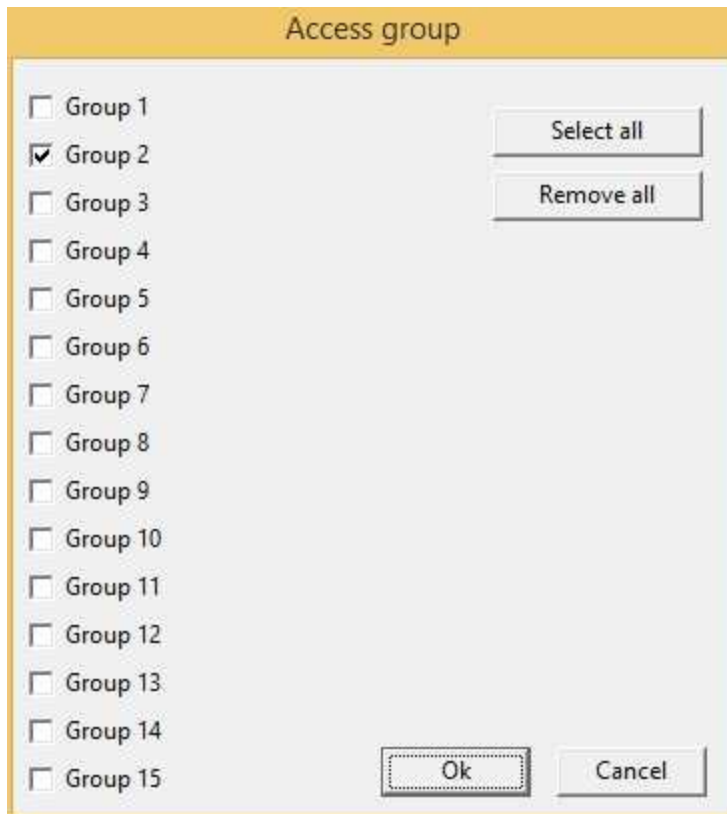 Access group
Group 1
Group 2
Group 3
Group 4
Group 5
Group 6
Group 7
Group 8
Group 9
Group 10
Group 11
Group 12
Group 13
Group 14
Group 15
Select all
Remove all
Ok
Cancel